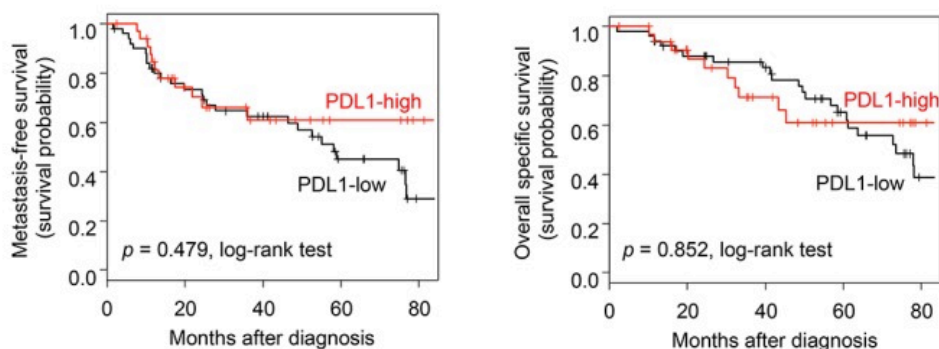 Metastasis-free survival
(survival probability)
1.0
0.8
0.6
0.4
0.2
0.0
PDL1-high
PDL1-low
p = 0.479, log-rank test
0 20 40 60 80
Months after diagnosis
Overall specific survival
(survival probability)
1.0
0.8
0.6
0.4
0.2
0.0
PDL1-high
PDL1-low
p = 0.852, log-rank test
0 20 40 60 80
Months after diagnosis